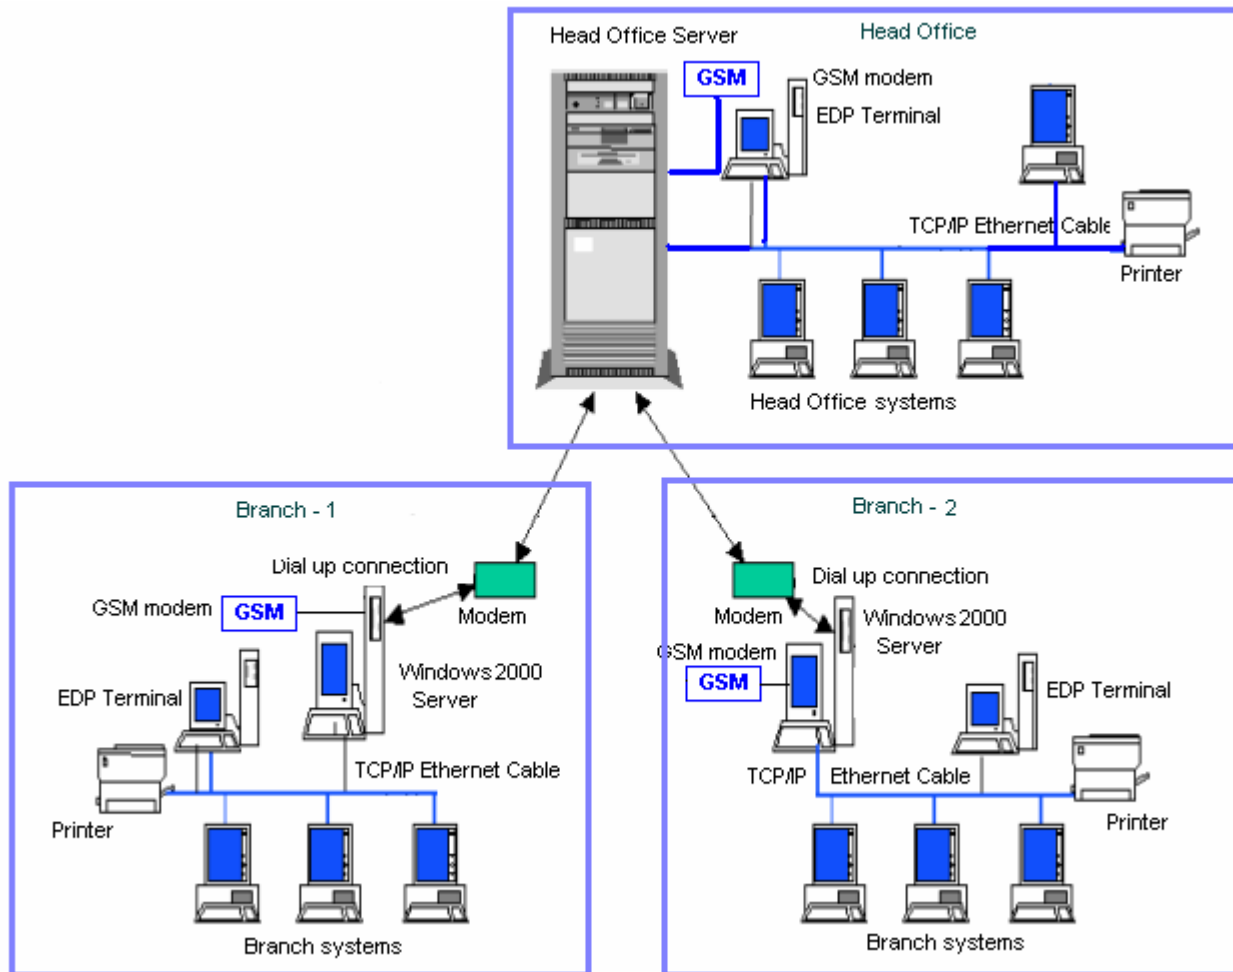 Head Office Server
Head Office
GSM
GSM modem
EDP Terminal
TCP/IP Ethernet Cable
Printer
Head Office systems
Branch - 1
Dial up connection
GSM modem
GSM
Modem
Windows 2000
Server
EDP Terminal
TCP/IP Ethernet Cable
Printer
Branch systems
Branch - 2
Dial up connection
Modem
Windows 2000
Server
GSM modem
GSM
EDP Terminal
TCP/IP Ethernet Cable
Printer
Branch systems